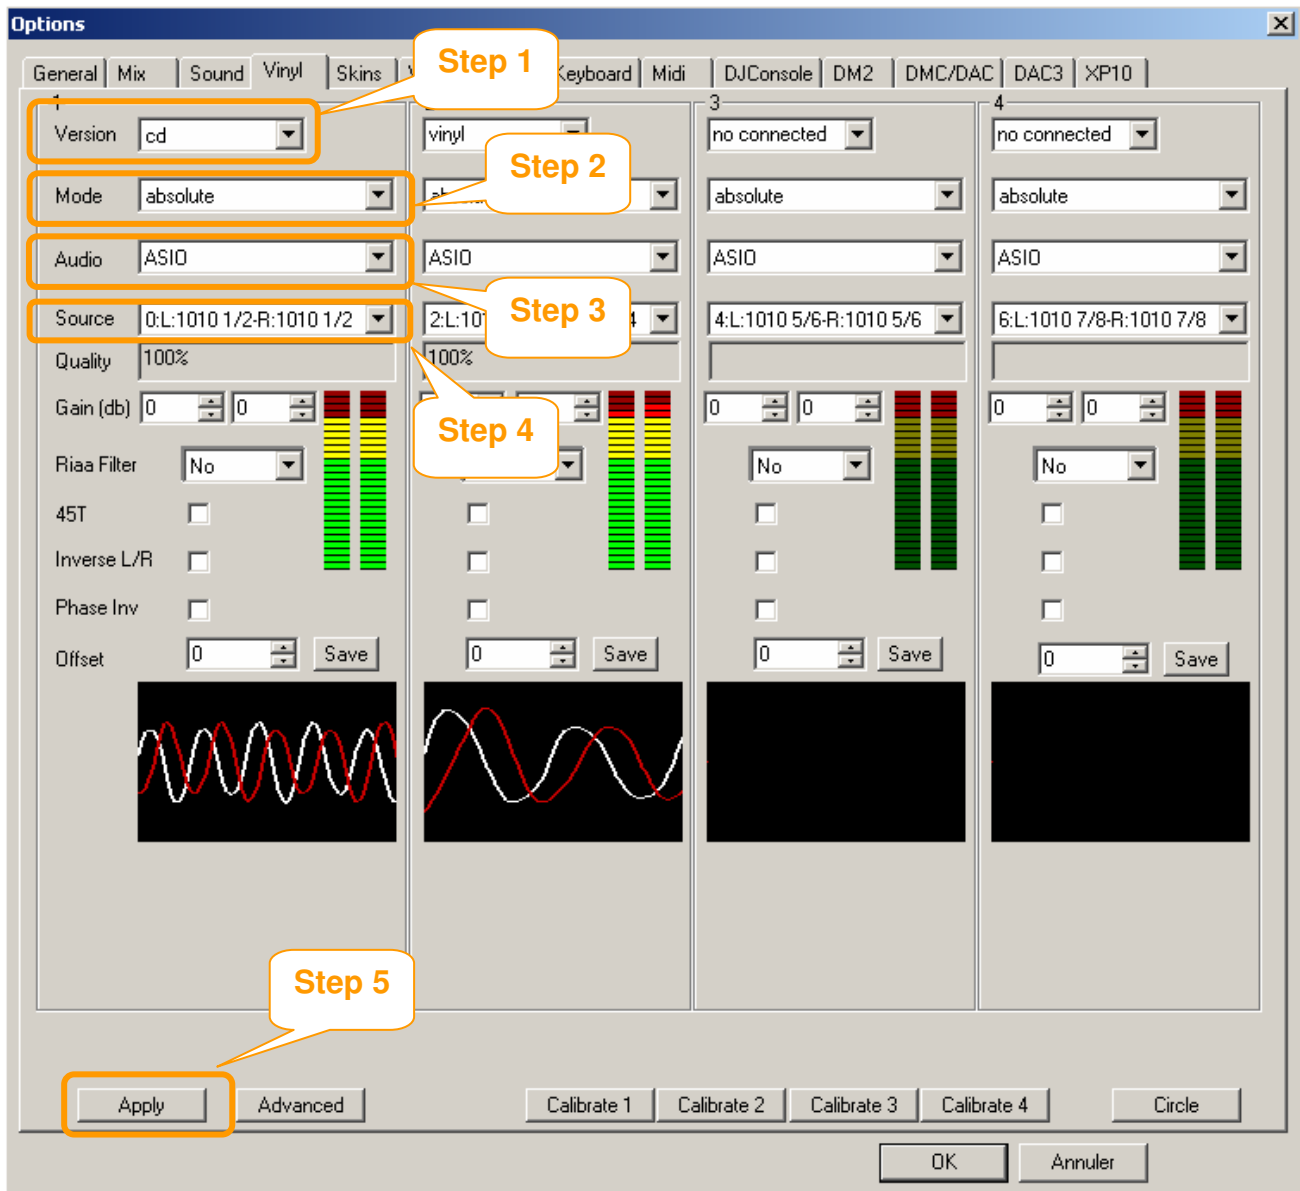 Options
General Mix Sound Vinyl Skins Keyboard Midi DJConsole DM2 DMC/DAC DAC3 XP10
Step 1
1 3 4
Version cd vinyl no connected no connected
Step 2
Mode absolute absolute absolute
Audio ASIO ASIO ASIO ASIO
Step 3
Source 0:L:1010 1/2-R:1010 1/2 2:L:10 4 4:L:1010 5/6-R:1010 5/6 6:L:1010 7/8-R:1010 7/8
Quality 100% 100%
Gain (db) 0 0 0 0 0 0
Step 4
Riaa Filter No No No
45T
Inverse L/R
Phase Inv
Offset 0 Save 0 Save 0 Save 0 Save
Step 5
Apply Advanced Calibrate 1 Calibrate 2 Calibrate 3 Calibrate 4 Circle
OK Annuler